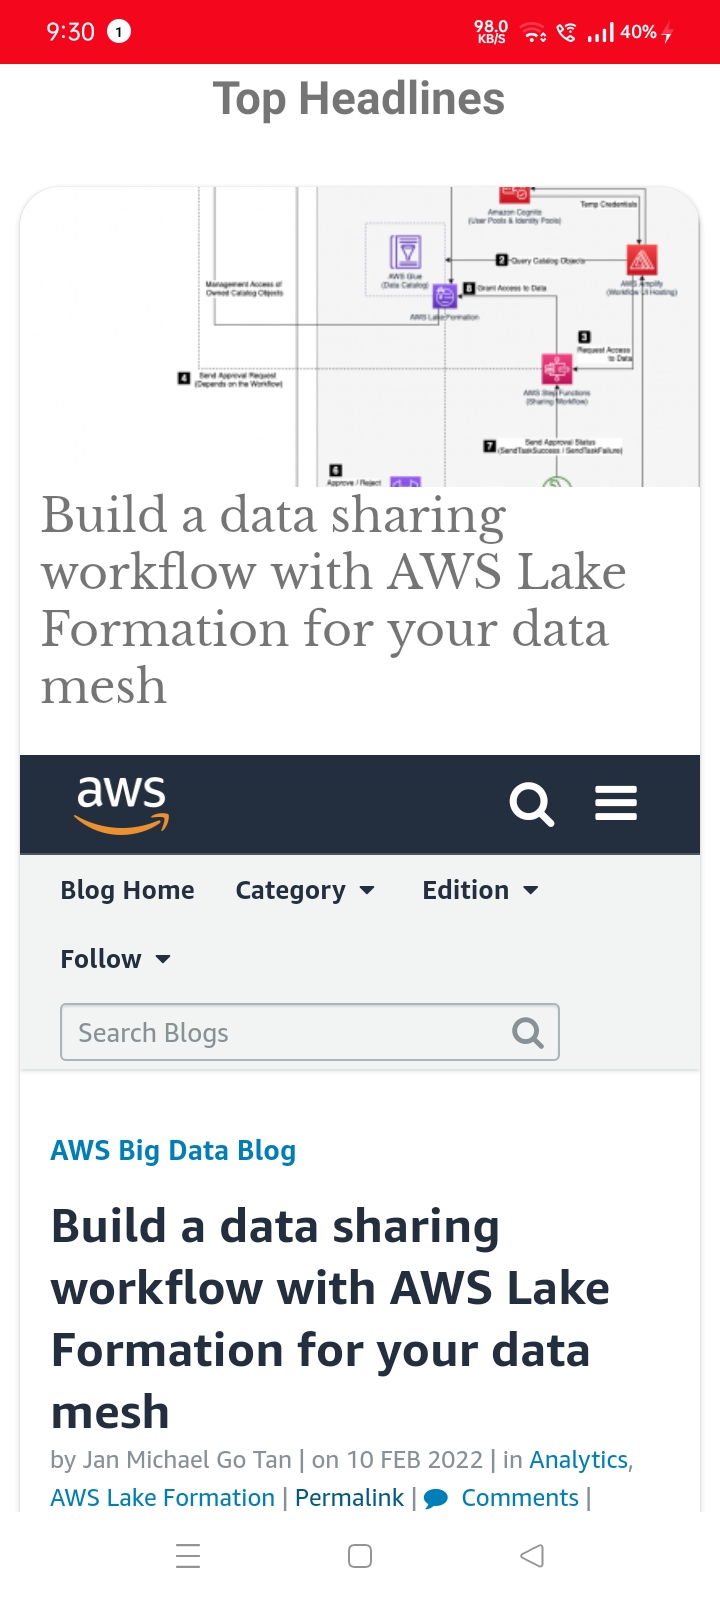 9:30 1 98.0 KB/S 40%
Top Headlines
Amazon Cognito
(User Pools & Identity Pools)
Temp Credentials
AWS Glue
(Data Catalog)
2 Query Catalog Objects
AWS Amplify
(Workflow UI Hosting)
Management Access of
Owned Catalog Objects
8 Grant Access to Data
AWS Lake Formation
3
Request Access
to Data
4 Send Approval Request
(Depends on the Workflow)
AWS Step Functions
(Sharing Workflow)
7 Send Approval Status
(SendTaskSuccess / SendTaskFailure)
6
Approve / Reject
Build a data sharing
workflow with AWS Lake
Formation for your data
mesh
aws
Blog Home Category Edition
Follow
Search Blogs
AWS Big Data Blog
Build a data sharing
workflow with AWS Lake
Formation for your data
mesh
by Jan Michael Go Tan | on 10 FEB 2022 | in Analytics,
AWS Lake Formation | Permalink | Comments |